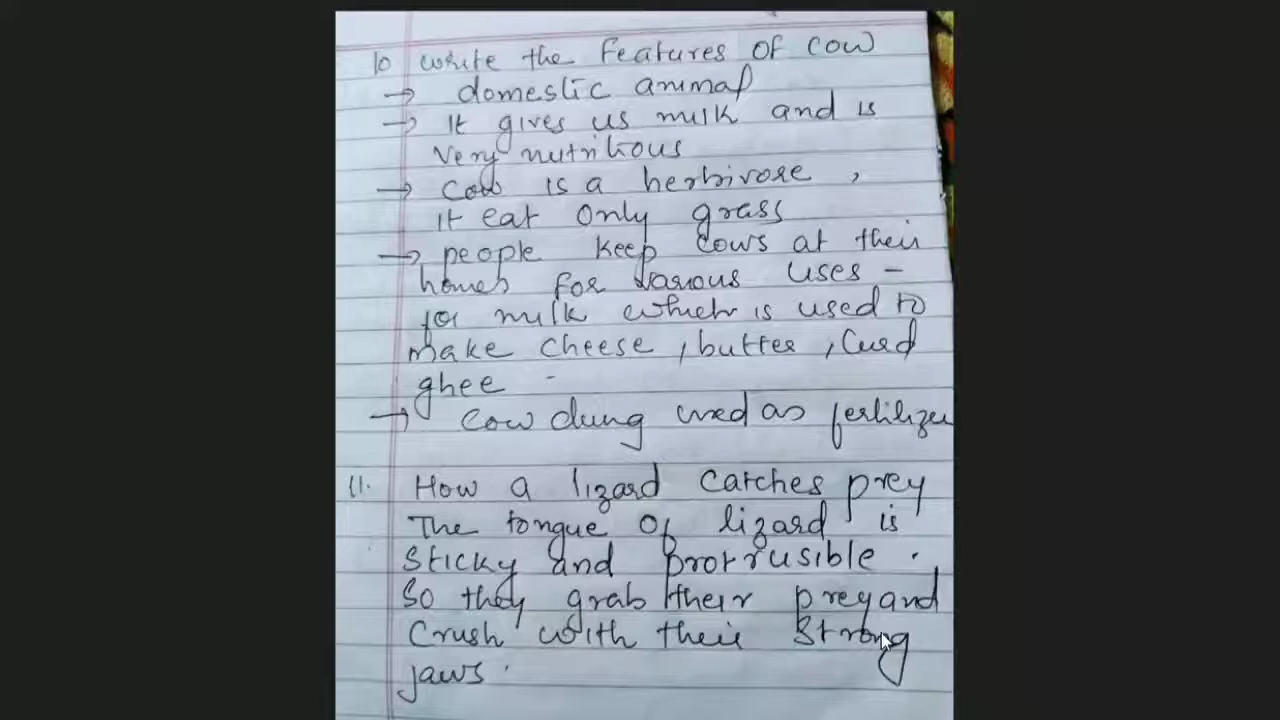 10 write the features of cow
→ domestic animal
→ It gives us milk and is
very nutritious
→ Cow is a herbivore,
it eat only grass
→ people keep cows at their
homes for various uses -
for milk which is used to
make cheese, butter, Curd
ghee -
→ Cow dung used as fertilizer
11. How a lizard catches prey
The tongue of lizard is
sticky and protrusible.
So they grab their prey and
Crush with their strong
jaws.